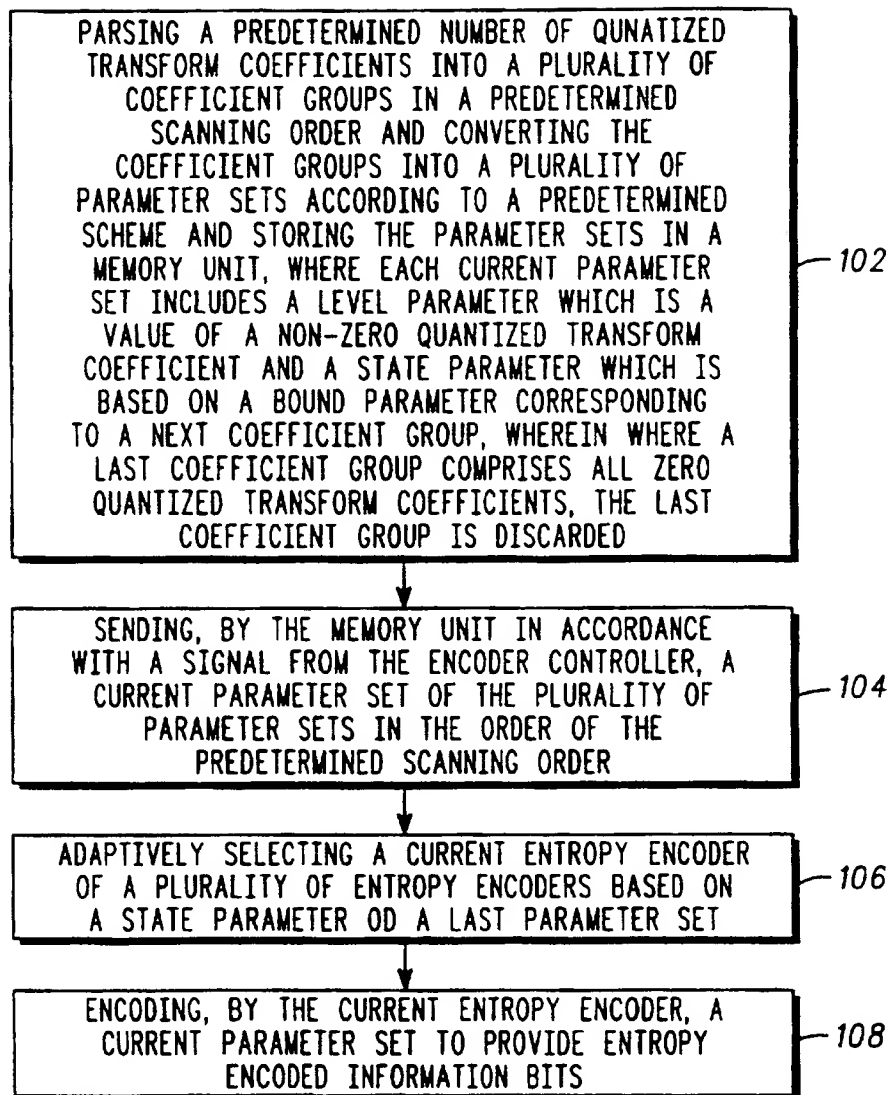 PARSING A PREDETERMINED NUMBER OF QUNATIZED
TRANSFORM COEFFICIENTS INTO A PLURALITY OF
COEFFICIENT GROUPS IN A PREDETERMINED
SCANNING ORDER AND CONVERTING THE
COEFFICIENT GROUPS INTO A PLURALITY OF
PARAMETER SETS ACCORDING TO A PREDETERMINED
SCHEME AND STORING THE PARAMETER SETS IN A
MEMORY UNIT, WHERE EACH CURRENT PARAMETER
SET INCLUDES A LEVEL PARAMETER WHICH IS A
VALUE OF A NON-ZERO QUANTIZED TRANSFORM
COEFFICIENT AND A STATE PARAMETER WHICH IS
BASED ON A BOUND PARAMETER CORRESPONDING
TO A NEXT COEFFICIENT GROUP, WHEREIN WHERE A
LAST COEFFICIENT GROUP COMPRISES ALL ZERO
QUANTIZED TRANSFORM COEFFICIENTS, THE LAST
COEFFICIENT GROUP IS DISCARDED
102
SENDING, BY THE MEMORY UNIT IN ACCORDANCE
WITH A SIGNAL FROM THE ENCODER CONTROLLER, A
CURRENT PARAMETER SET OF THE PLURALITY OF
PARAMETER SETS IN THE ORDER OF THE
PREDETERMINED SCANNING ORDER
104
ADAPTIVELY SELECTING A CURRENT ENTROPY ENCODER
OF A PLURALITY OF ENTROPY ENCODERS BASED ON
A STATE PARAMETER OD A LAST PARAMETER SET
106
ENCODING, BY THE CURRENT ENTROPY ENCODER, A
CURRENT PARAMETER SET TO PROVIDE ENTROPY
ENCODED INFORMATION BITS
108